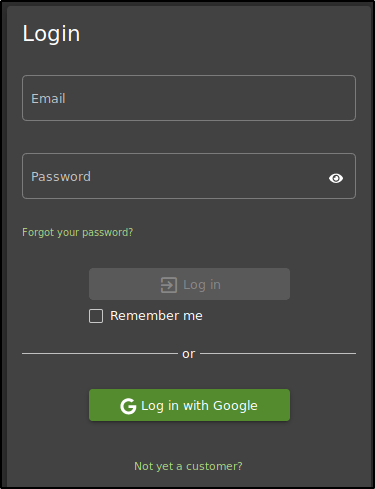 Login
Email
Password
Forgot your password?
Log in
Remember me
or
Log in with Google
Not yet a customer?